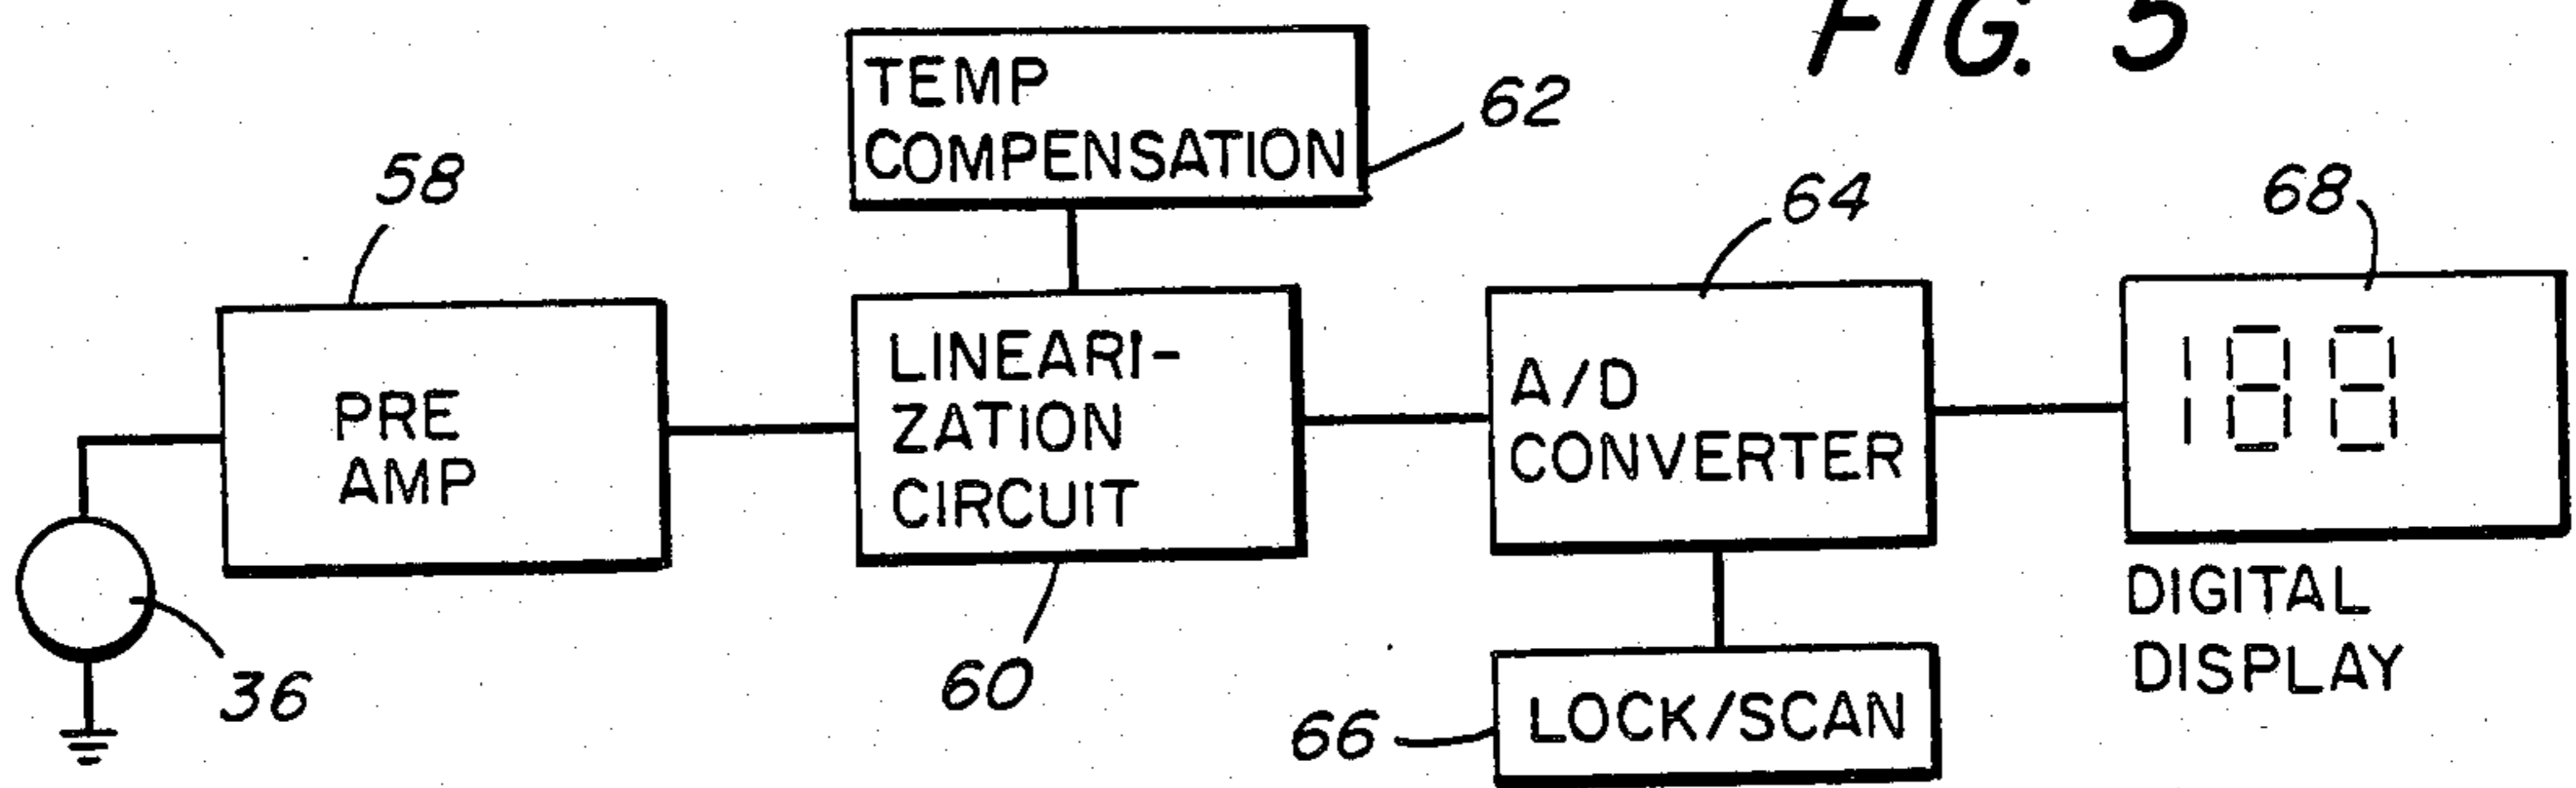 FIG. 5
TEMP
COMPENSATION
62
58
64
68
PRE
AMP
LINEARI-
ZATION
CIRCUIT
A/D
CONVERTER
188
DIGITAL
DISPLAY
36
60
66
LOCK/SCAN